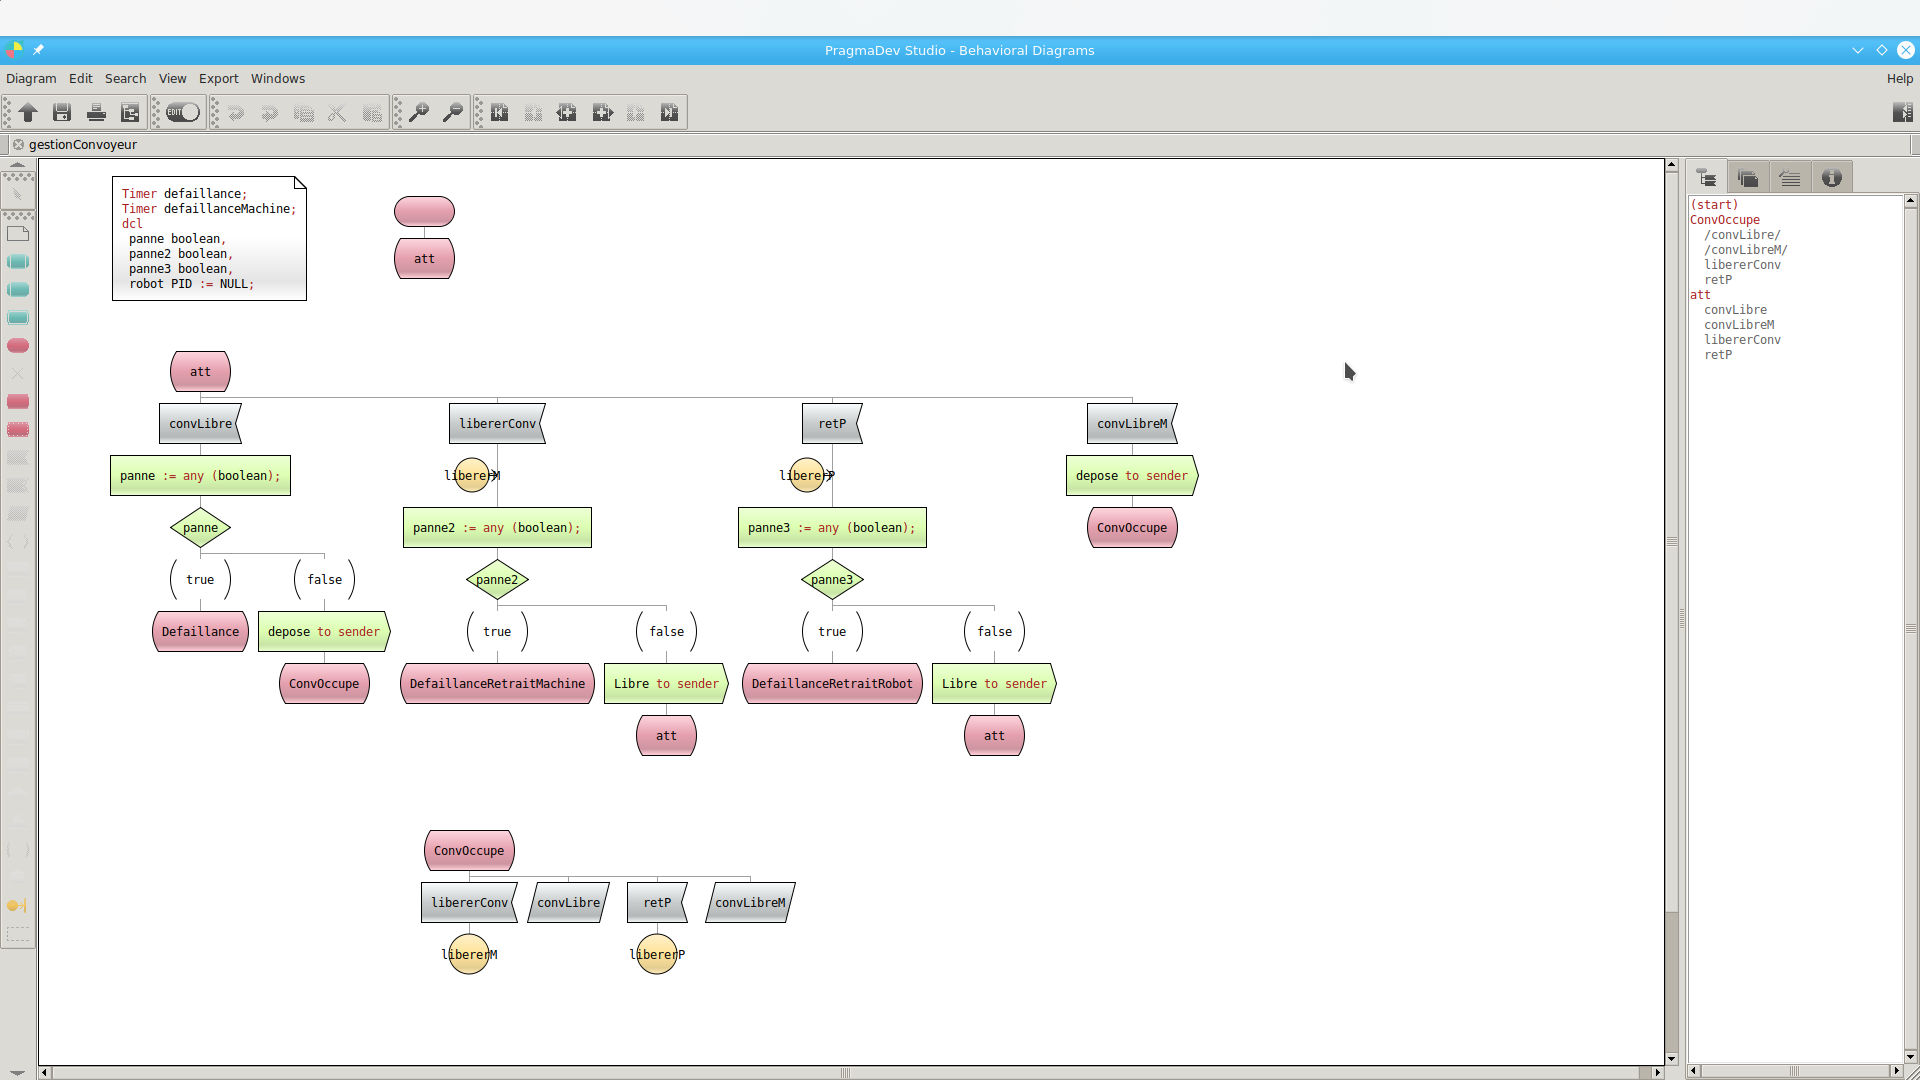 PragmaDev Studio - Behavioral Diagrams
Diagram Edit Search View Export Windows Help
EDIT
gestionConvoyeur
Timer defaillance;
Timer defaillanceMachine;
dcl
panne boolean,
panne2 boolean,
panne3 boolean,
robot PID := NULL;
att
att
convLibre libererConv retP convLibreM
panne := any (boolean); libererM libererP depose to sender
panne panne2 := any (boolean); panne3 := any (boolean); ConvOccupe
true false panne2 panne3
Defaillance depose to sender true false true false
ConvOccupe DefaillanceRetraitMachine Libre to sender DefaillanceRetraitRobot Libre to sender
att att
ConvOccupe
libererConv convLibre retP convLibreM
libererM libererP
(start)
ConvOccupe
/convLibre/
/convLibreM/
libererConv
retP
att
convLibre
convLibreM
libererConv
retP